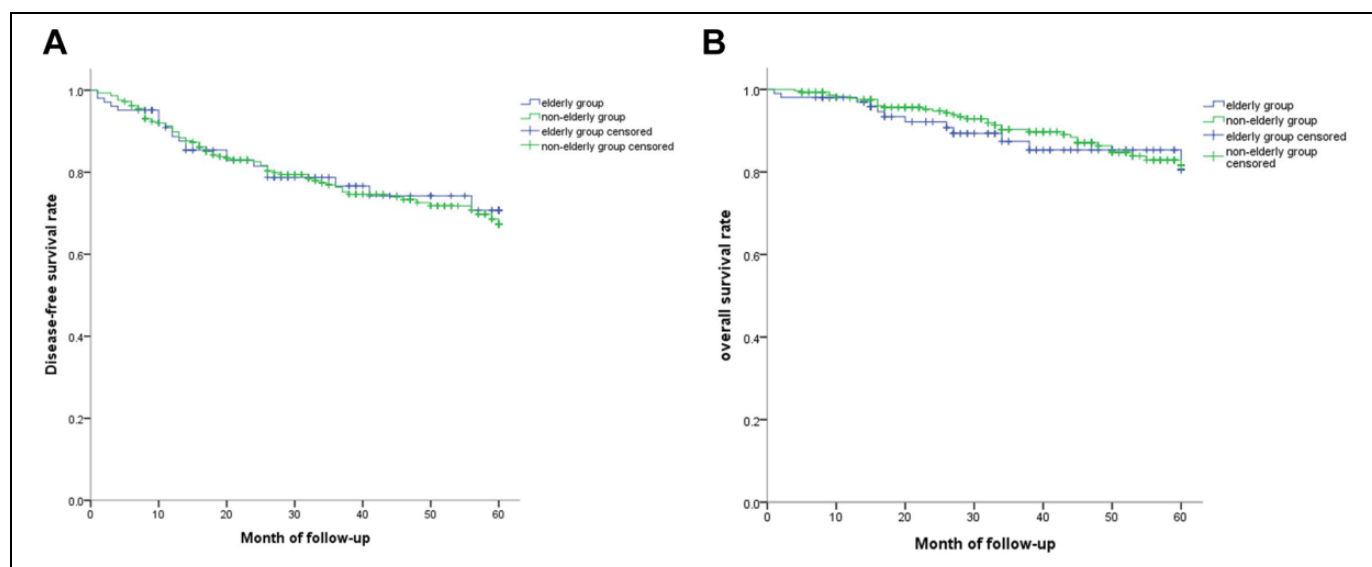 A
1.0
0.8
0.6
0.4
0.2
0.0
Disease-free survival rate
0 10 20 30 40 50 60
Month of follow-up
elderly group
non-elderly group
elderly group censored
non-elderly group censored
B
1.0
0.8
0.6
0.4
0.2
0.0
overall survival rate
0 10 20 30 40 50 60
Month of follow-up
elderly group
non-elderly group
elderly group censored
non-elderly group
censored